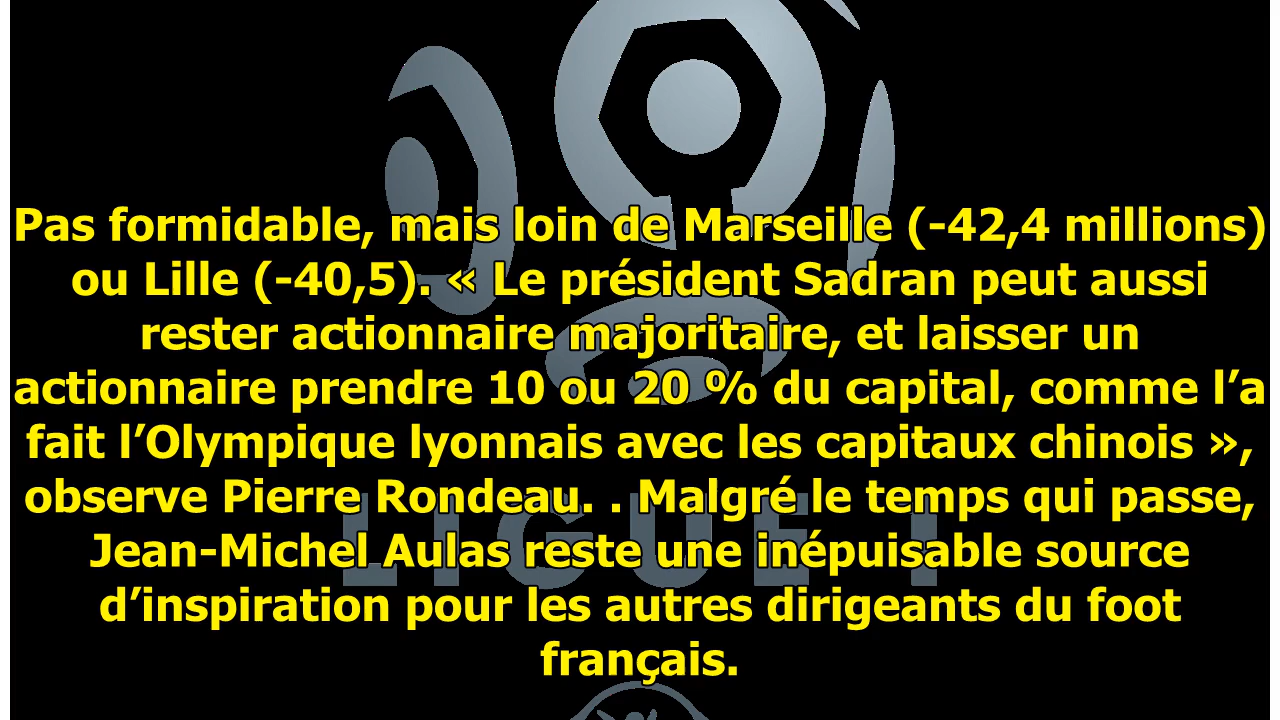 Pas formidable, mais loin de Marseille (-42,4 millions)
ou Lille (-40,5). « Le président Sadran peut aussi
rester actionnaire majoritaire, et laisser un
actionnaire prendre 10 ou 20 % du capital, comme l’a
fait l’Olympique lyonnais avec les capitaux chinois »,
observe Pierre Rondeau. . Malgré le temps qui passe,
LIGUE 1
Jean-Michel Aulas reste une inépuisable source
d’inspiration pour les autres dirigeants du foot
français.